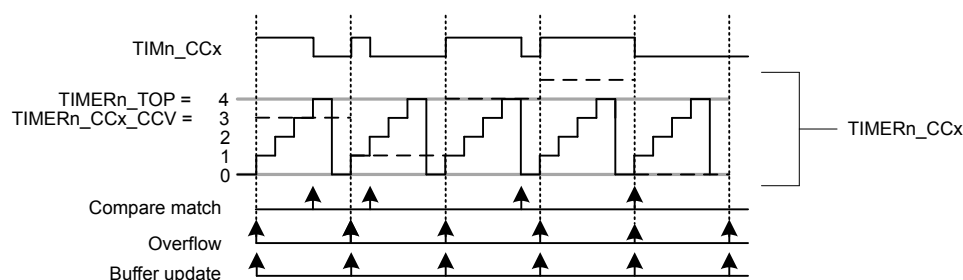 TIMn_CCx
TIMERn_TOP = 4
TIMERn_CCx_CCV = 3
2
1
0
TIMERn_CCx
Compare match
Overflow
Buffer update